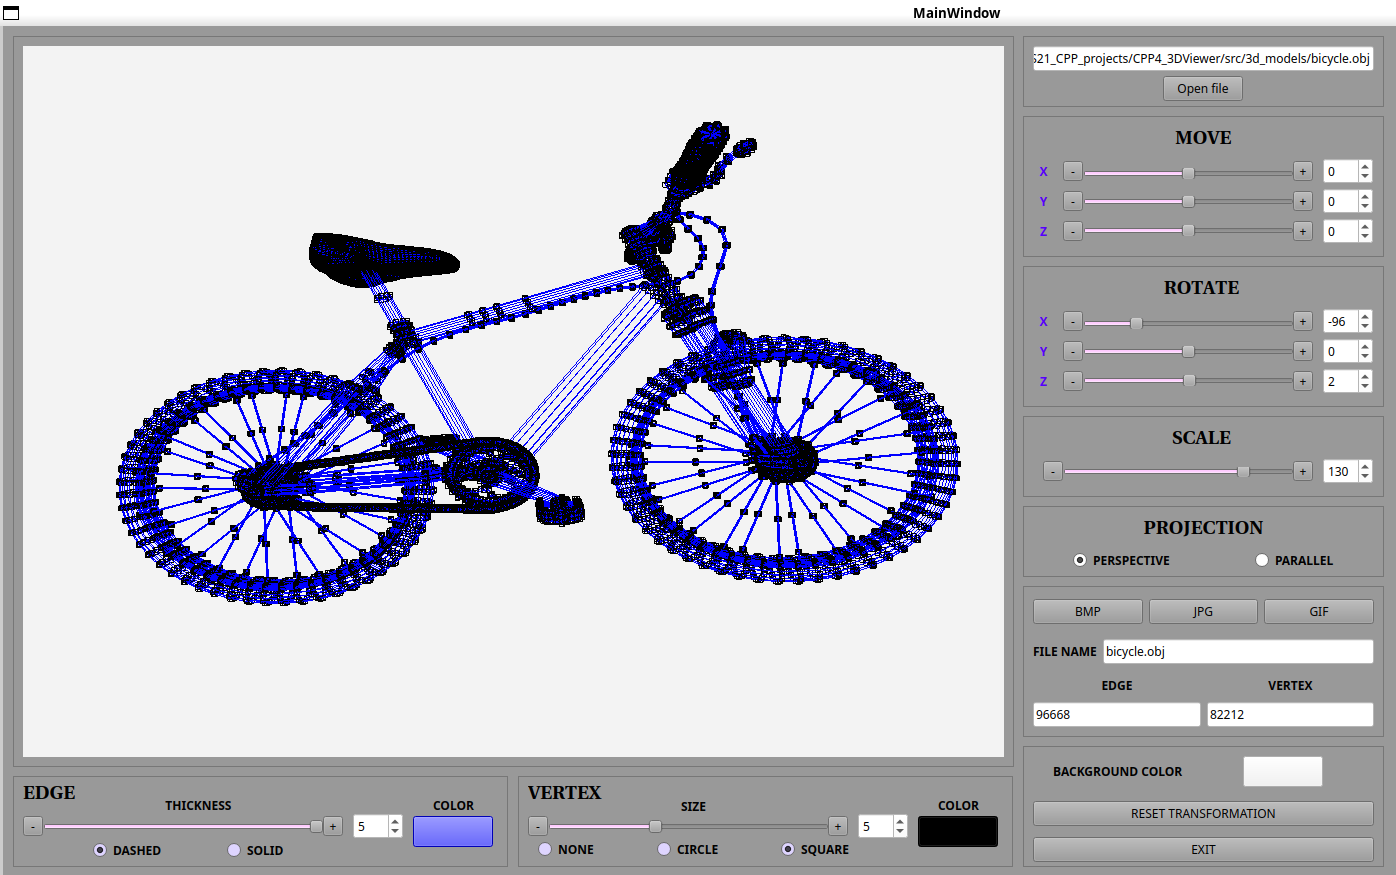 MainWindow
S21_CPP_projects/CPP4_3DViewer/src/3d_models/bicycle.obj
Open file
MOVE
X - + 0
Y - + 0
Z - + 0
ROTATE
X - + -96
Y - + 0
Z - + 2
SCALE
- + 130
PROJECTION
PERSPECTIVE PARALLEL
BMP JPG GIF
FILE NAME bicycle.obj
EDGE VERTEX
96668 82212
BACKGROUND COLOR
RESET TRANSFORMATION
EXIT
EDGE
THICKNESS COLOR
- + 5
DASHED SOLID
VERTEX
SIZE COLOR
- + 5
NONE CIRCLE SQUARE